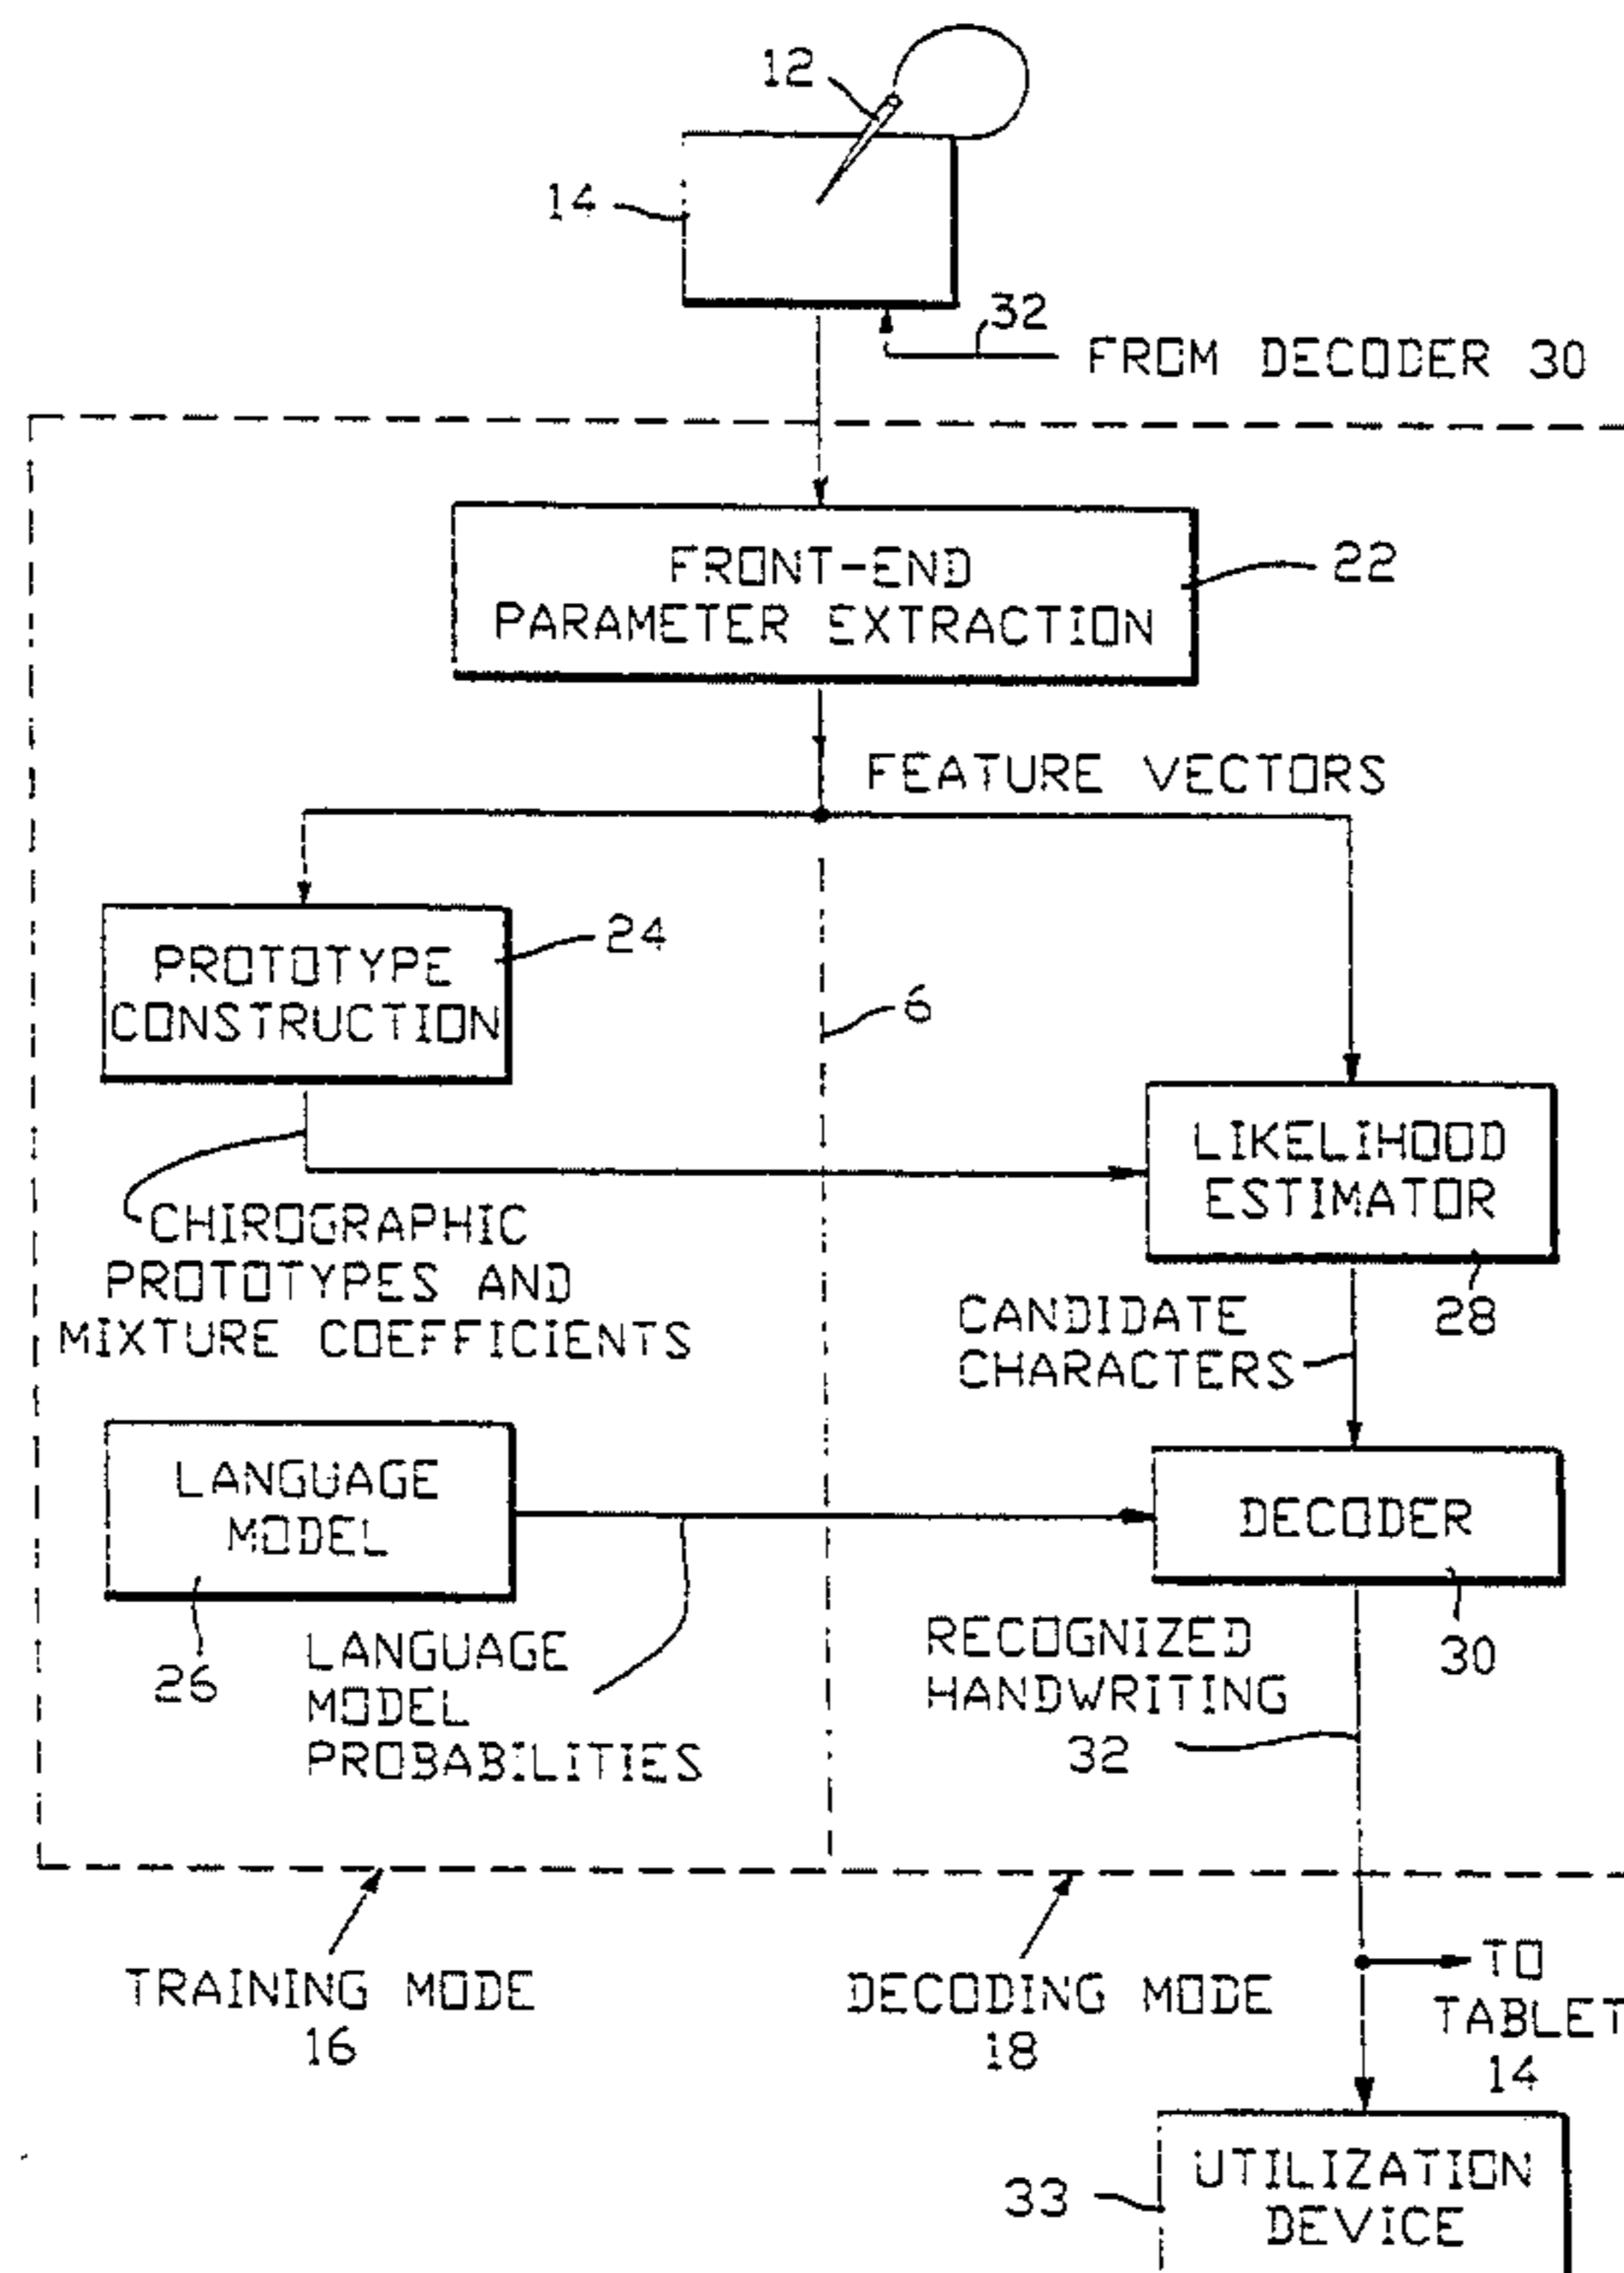 12
14
32
FROM DECODER 30
FRONT-END
PARAMETER EXTRACTION
22
FEATURE VECTORS
PROTOTYPE
CONSTRUCTION
24
6
LIKELIHOOD
ESTIMATOR
28
CHIROGRAPHIC
PROTOTYPES AND
MIXTURE COEFFICIENTS
CANDIDATE
CHARACTERS
LANGUAGE
MODEL
26
DECODER
30
LANGUAGE
MODEL
PROBABILITIES
RECOGNIZED
HANDWRITING
32
TRAINING MODE
16
DECODING MODE
18
TO
TABLET
14
UTILIZATION
DEVICE
33